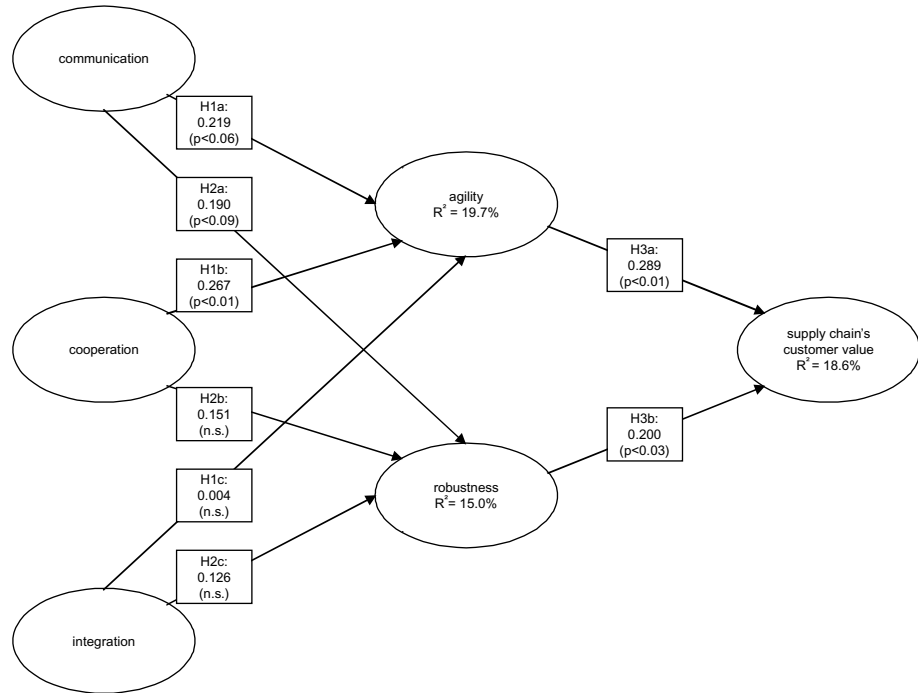 communication
H1a:
0.219
(p<0.06)
H2a:
0.190
(p<0.09)
agility
R² = 19.7%
H1b:
0.267
(p<0.01)
H3a:
0.289
(p<0.01)
cooperation
supply chain's
customer value
R² = 18.6%
H2b:
0.151
(n.s.)
H3b:
0.200
(p<0.03)
H1c:
0.004
(n.s.)
robustness
R²= 15.0%
H2c:
0.126
(n.s.)
integration